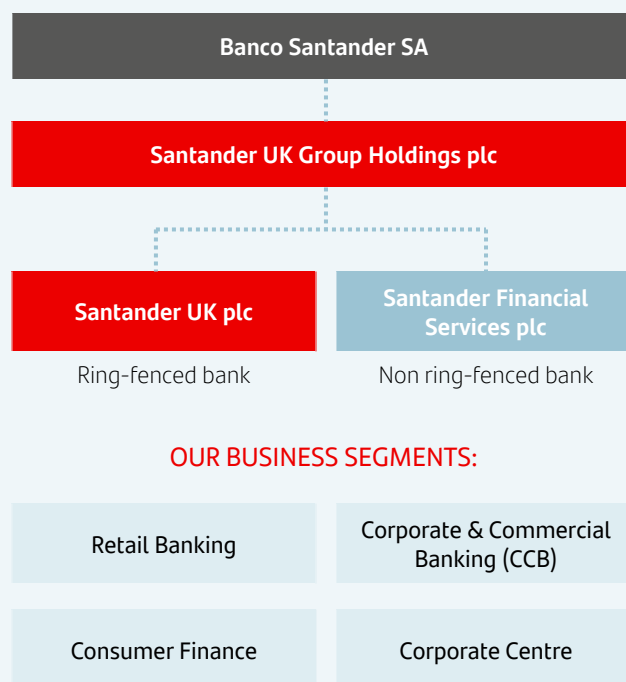 Banco Santander SA
Santander UK Group Holdings plc
Santander UK plc
Santander Financial
Services plc
Ring-fenced bank
Non ring-fenced bank
OUR BUSINESS SEGMENTS:
Retail Banking
Corporate & Commercial
Banking (CCB)
Consumer Finance
Corporate Centre